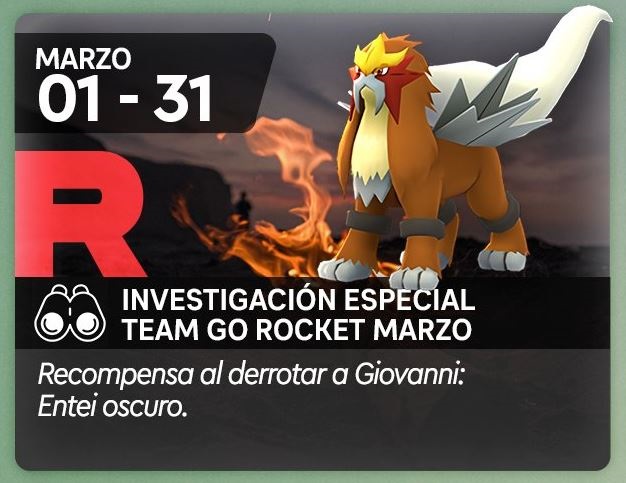 MARZO
01 - 31
R
INVESTIGACIÓN ESPECIAL
TEAM GO ROCKET MARZO
Recompensa al derrotar a Giovanni:
Entei oscuro.